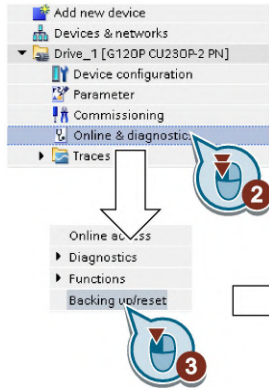 Add new device
Devices & networks
Drive_1 [G120P CU230P-2 PN]
Device configuration
Parameter
Commissioning
Online & diagnostic
Traces
2
Online access
Diagnostics
Functions
Backing up/reset
3